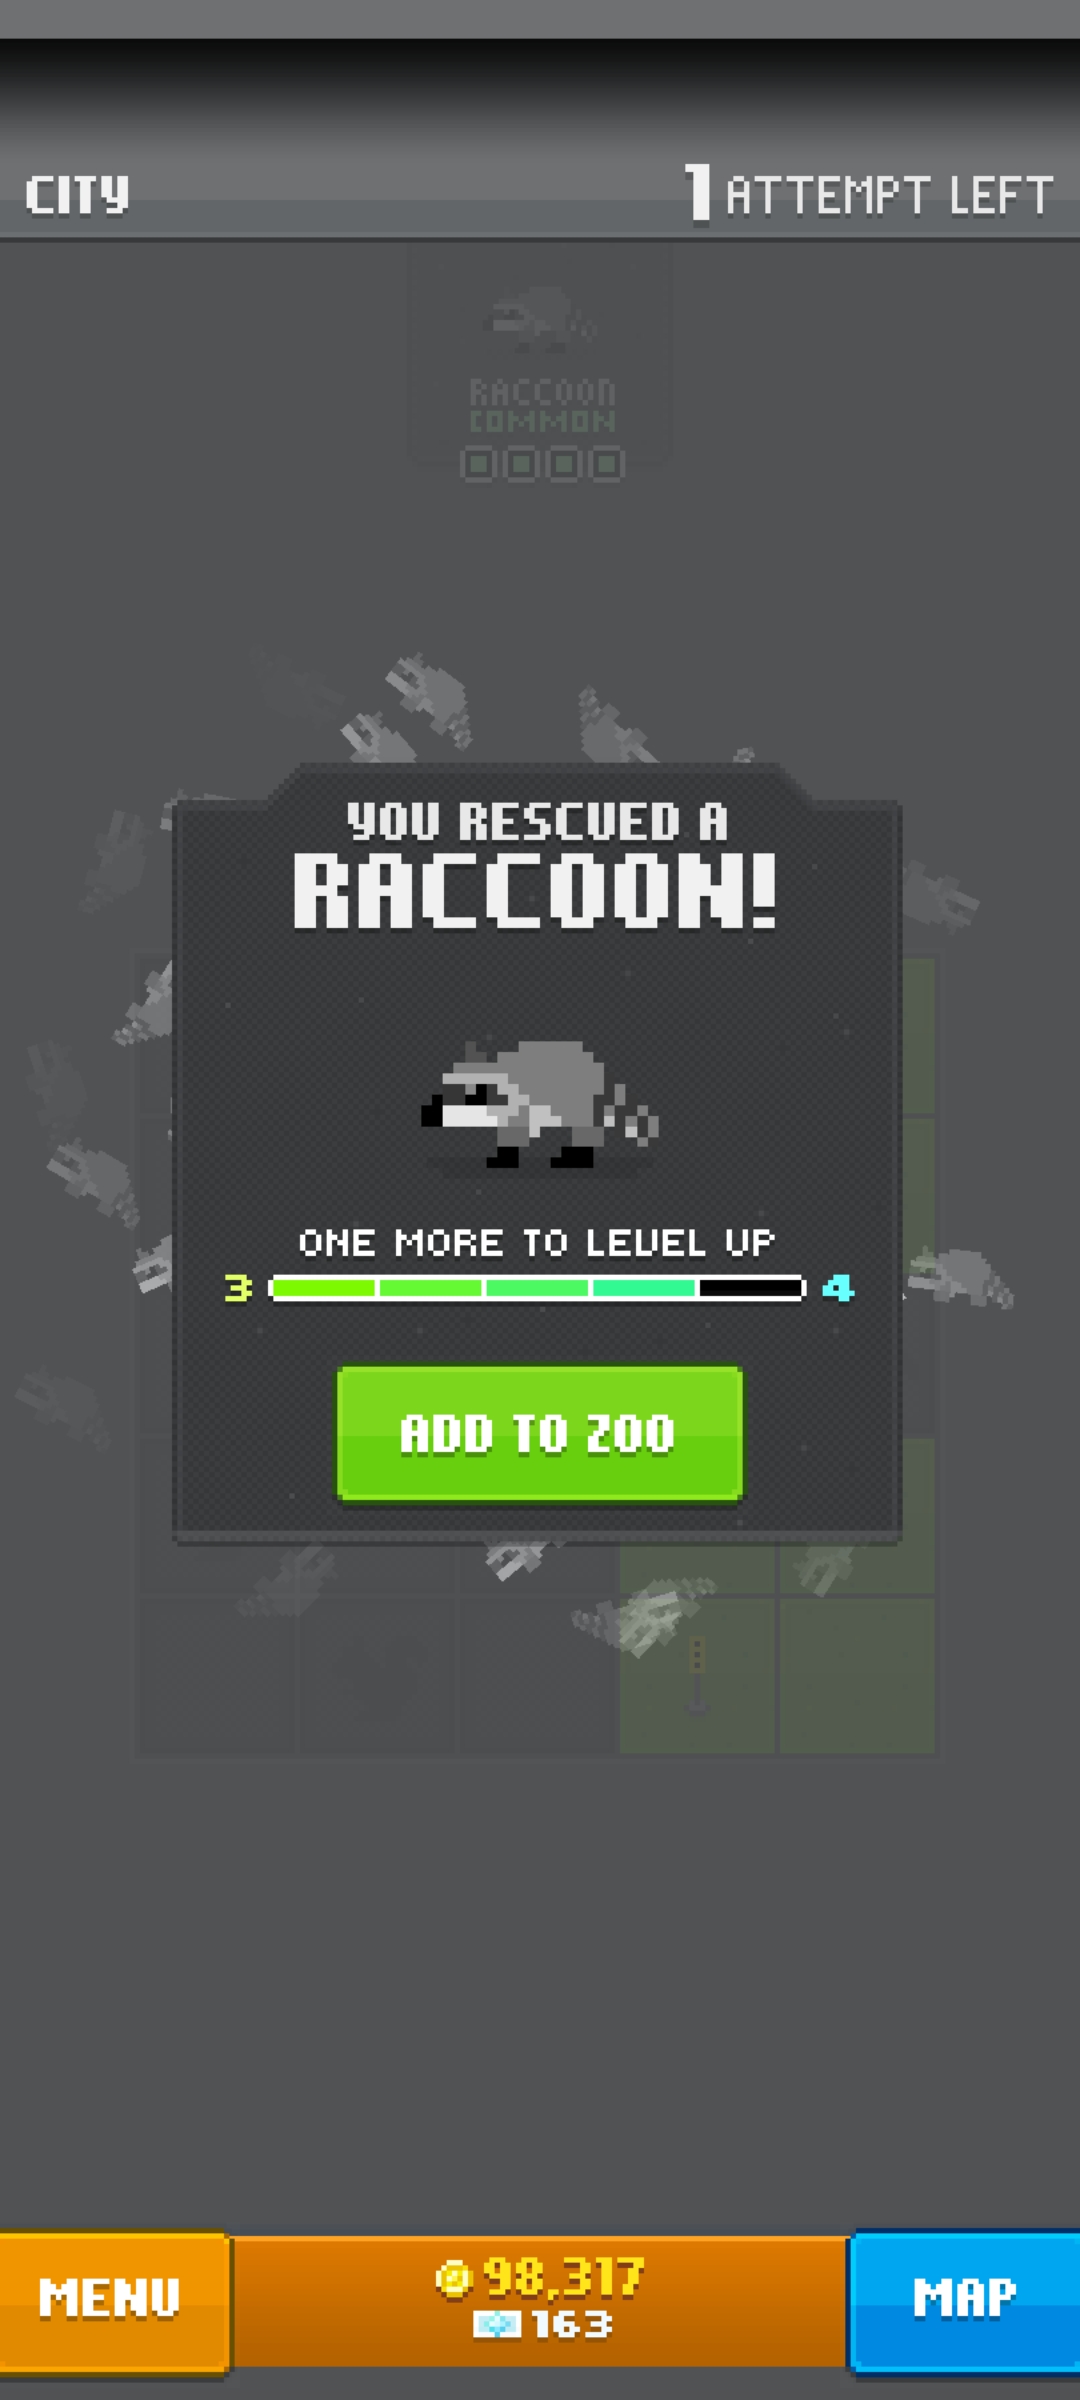 CITY
1 ATTEMPT LEFT
RACCOON
COMMON
YOU RESCUED A
RACCOON!
ONE MORE TO LEVEL UP
3 4
ADD TO ZOO
MENU
98,317
163
MAP